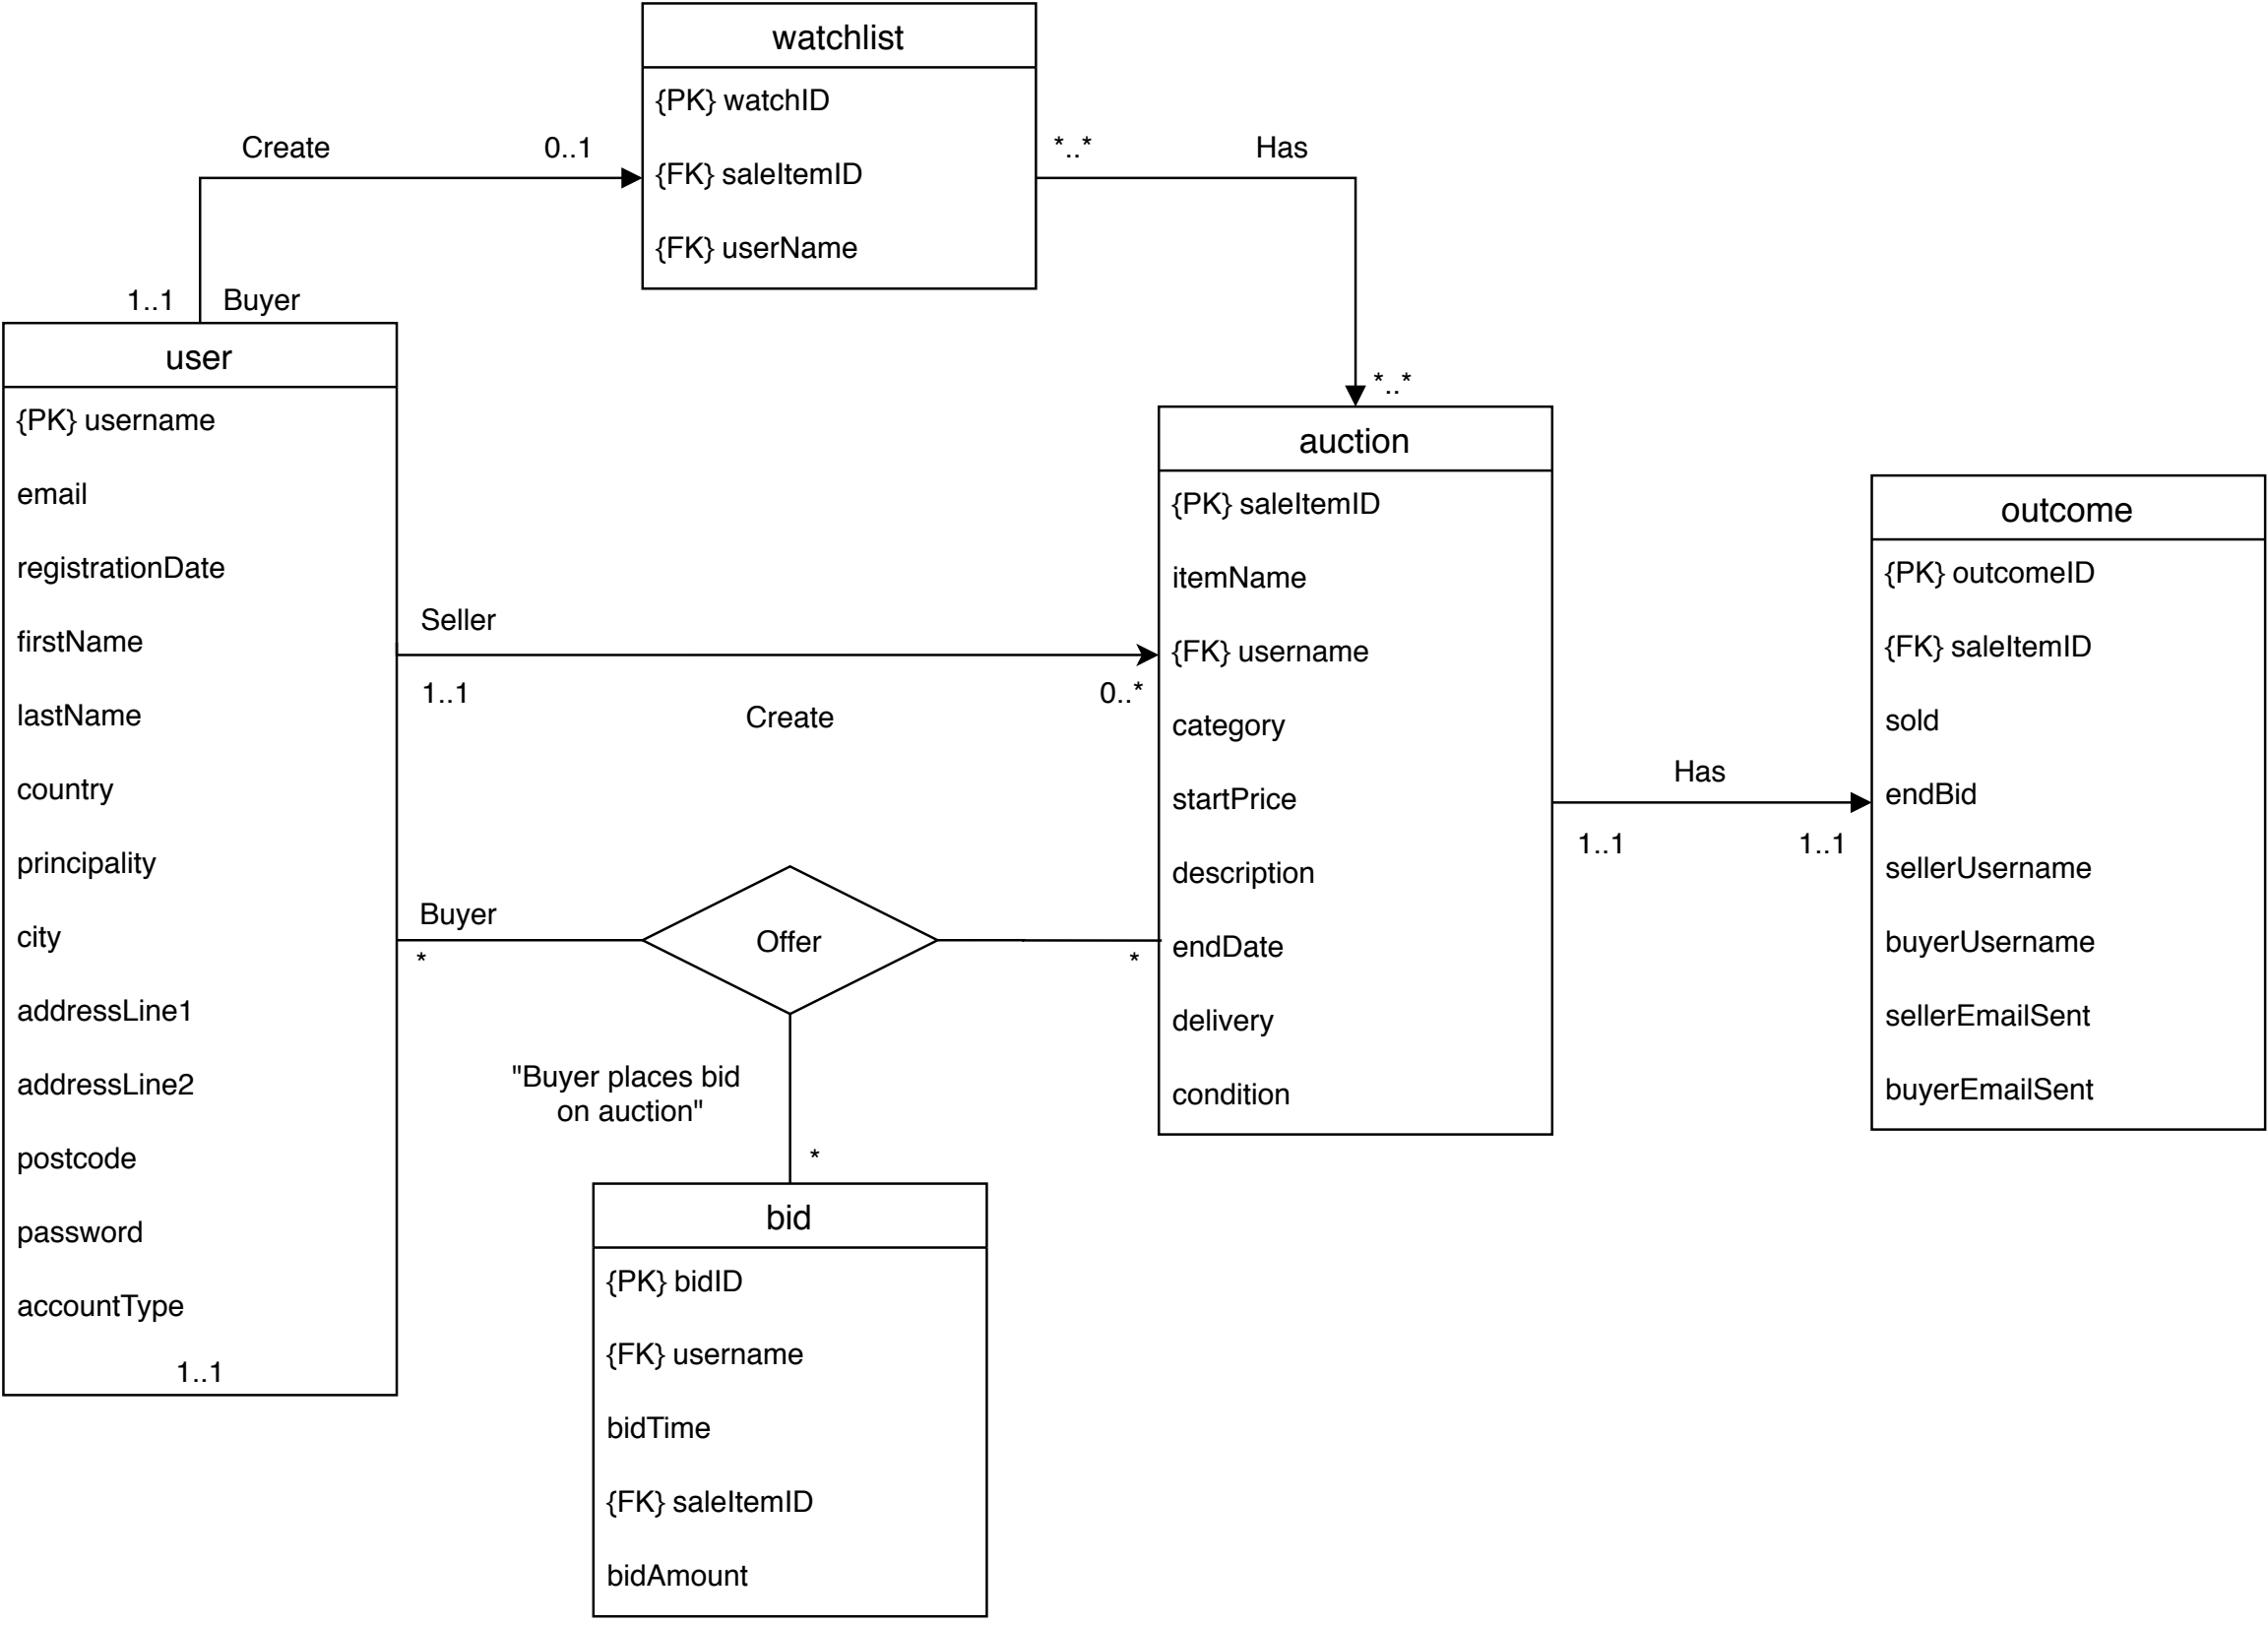 watchlist
{PK} watchID
{FK} saleItemID
{FK} userName
Create
0..1
*..*
Has
1..1
Buyer
*..*
user
{PK} username
email
registrationDate
firstName
lastName
country
principality
city
addressLine1
addressLine2
postcode
password
accountType
1..1
Seller
1..1
0..*
Create
Buyer
*
Offer
*
"Buyer places bid
on auction"
*
auction
{PK} saleItemID
itemName
{FK} username
category
startPrice
description
endDate
delivery
condition
Has
1..1
1..1
outcome
{PK} outcomeID
{FK} saleItemID
sold
endBid
sellerUsername
buyerUsername
sellerEmailSent
buyerEmailSent
bid
{PK} bidID
{FK} username
bidTime
{FK} saleItemID
bidAmount